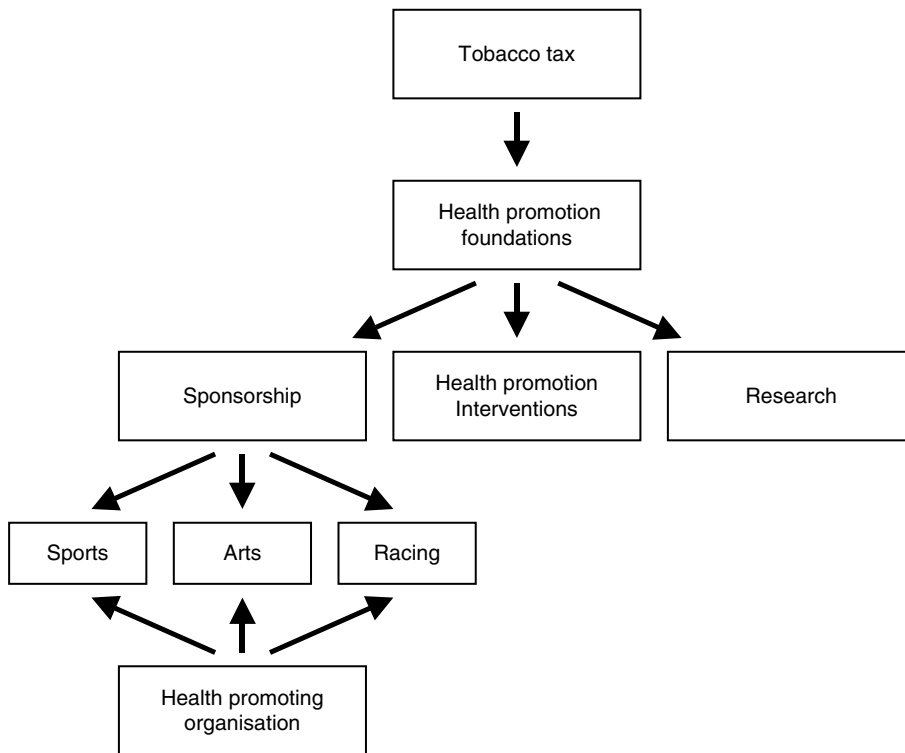 Tobacco tax
Health promotion
foundations
Sponsorship
Health promotion
Interventions
Research
Sports
Arts
Racing
Health promoting
organisation